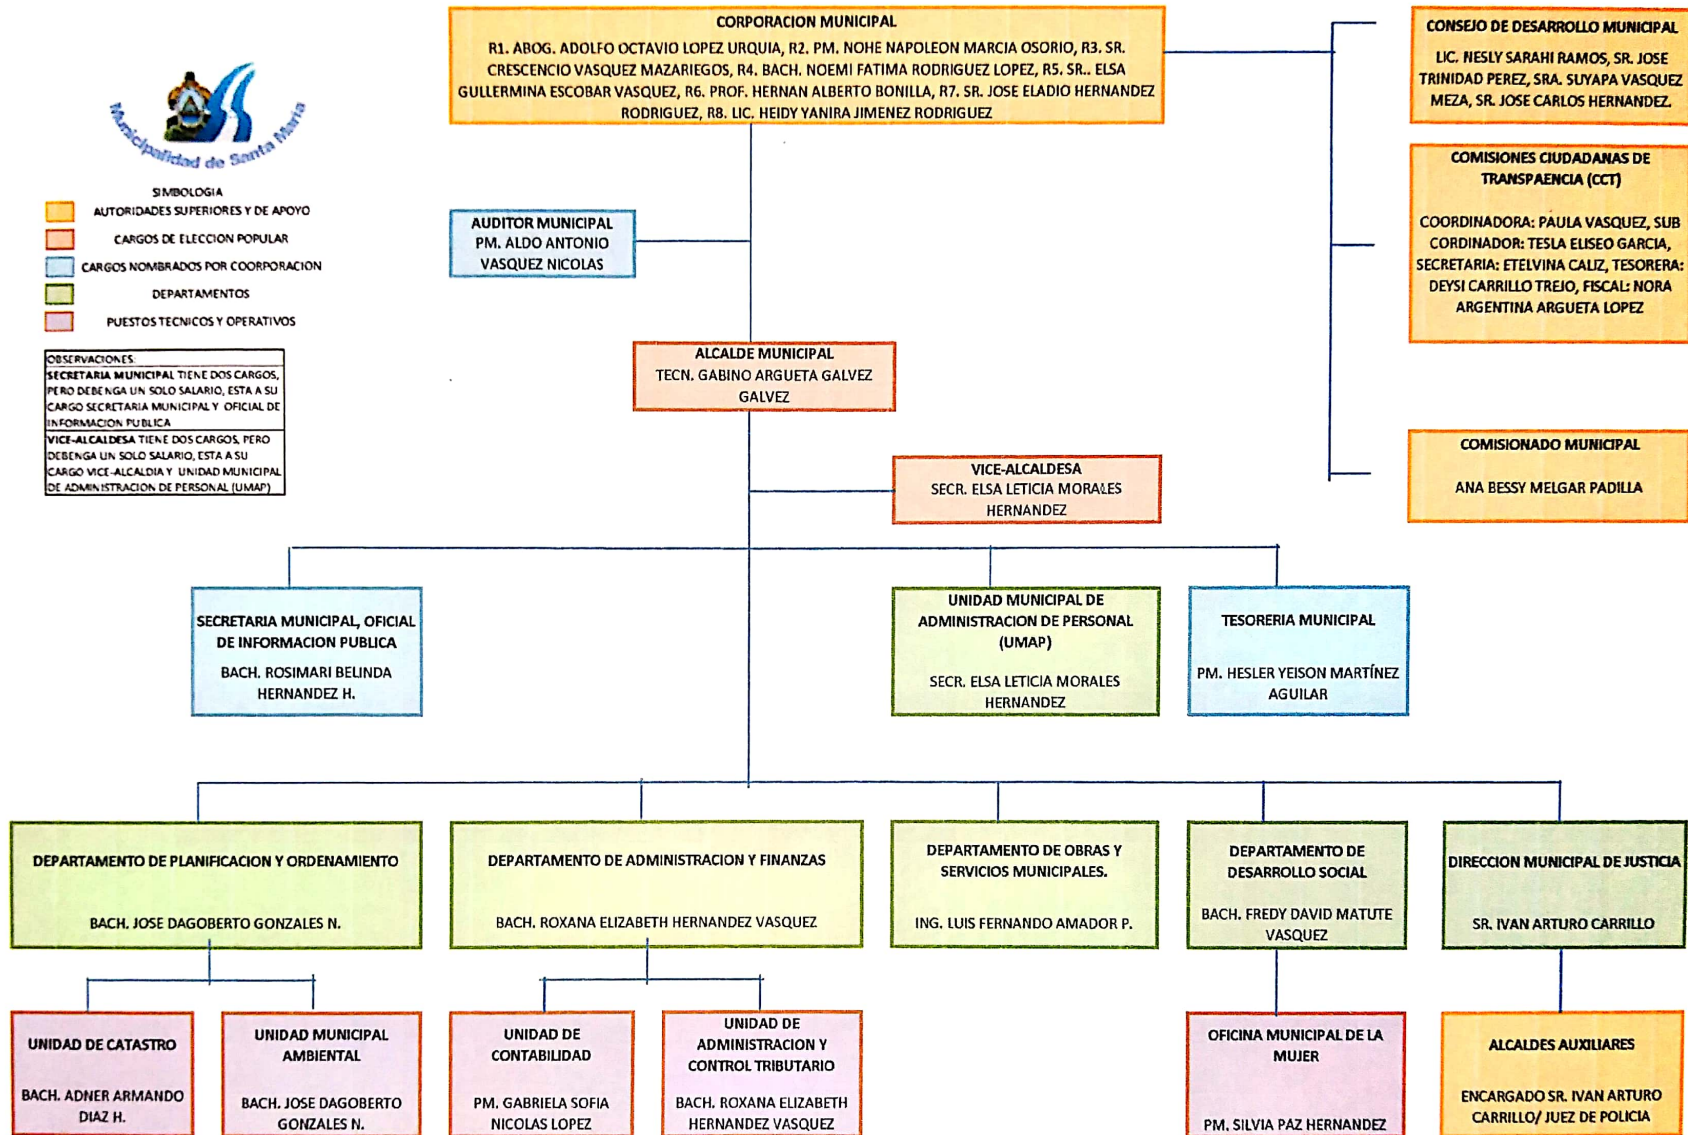 CORPORACION MUNICIPAL
R1. ABOG. ADOLFO OCTAVIO LOPEZ URQUIA, R2. PM. NOHE NAPOLEON MARCIA OSORIO, R3. SR.
CRESCENCIO VASQUEZ MAZARIEGOS, R4. BACH. NOEMI FATIMA RODRIGUEZ LOPEZ, R5. SR.. ELSA
GULLERMINA ESCOBAR VASQUEZ, R6. PROF. HERNAN ALBERTO BONILLA, R7. SR. JOSE ELADIO HERNANDEZ
RODRIGUEZ, R8. LIC. HEIDY YANIRA JIMENEZ RODRIGUEZ
CONSEJO DE DESARROLLO MUNICIPAL
LIC. NESLY SARAHI RAMOS, SR. JOSE
TRINIDAD PEREZ, SRA. SUYAPA VASQUEZ
MEZA, SR. JOSE CARLOS HERNANDEZ.
Municipalidad de Santa Maria
SIMBOLOGIA
AUTORIDADES SUPERIORES Y DE APOYO
CARGOS DE ELECCION POPULAR
CARGOS NOMBRADOS POR COORPORACION
DEPARTAMENTOS
PUESTOS TECNICOS Y OPERATIVOS
OBSERVACIONES:
SECRETARIA MUNICIPAL TIENE DOS CARGOS,
PERO DEBENGA UN SOLO SALARIO, ESTA A SU
CARGO SECRETARIA MUNICIPAL Y OFICIAL DE
INFORMACION PUBLICA
VICE-ALCALDESA TIENE DOS CARGOS, PERO
DEBENGA UN SOLO SALARIO, ESTA A SU
CARGO VICE-ALCALDIA Y UNIDAD MUNICIPAL
DE ADMINISTRACION DE PERSONAL (UMAP)
COMISIONES CIUDADANAS DE
TRANSPAENCIA (CCT)
COORDINADORA: PAULA VASQUEZ, SUB
CORDINADOR: TESLA ELISEO GARCIA,
SECRETARIA: ETELVINA CALIZ, TESORERA:
DEYSI CARRILLO TREJO, FISCAL: NORA
ARGENTINA ARGUETA LOPEZ
AUDITOR MUNICIPAL
PM. ALDO ANTONIO
VASQUEZ NICOLAS
ALCALDE MUNICIPAL
TECN. GABINO ARGUETA GALVEZ
GALVEZ
COMISIONADO MUNICIPAL
ANA BESSY MELGAR PADILLA
VICE-ALCALDESA
SECR. ELSA LETICIA MORALES
HERNANDEZ
SECRETARIA MUNICIPAL, OFICIAL
DE INFORMACION PUBLICA
BACH. ROSIMARI BELINDA
HERNANDEZ H.
UNIDAD MUNICIPAL DE
ADMINISTRACION DE PERSONAL
(UMAP)
SECR. ELSA LETICIA MORALES
HERNANDEZ
TESORERIA MUNICIPAL
PM. HESLER YEISON MARTÍNEZ
AGUILAR
DEPARTAMENTO DE PLANIFICACION Y ORDENAMIENTO
BACH. JOSE DAGOBERTO GONZALES N.
DEPARTAMENTO DE ADMINISTRACION Y FINANZAS
BACH. ROXANA ELIZABETH HERNANDEZ VASQUEZ
DEPARTAMENTO DE OBRAS Y
SERVICIOS MUNICIPALES.
ING. LUIS FERNANDO AMADOR P.
DEPARTAMENTO DE
DESARROLLO SOCIAL
BACH. FREDY DAVID MATUTE
VASQUEZ
DIRECCION MUNICIPAL DE JUSTICIA
SR. IVAN ARTURO CARRILLO
UNIDAD DE CATASTRO
BACH. ADNER ARMANDO
DIAZ H.
UNIDAD MUNICIPAL
AMBIENTAL
BACH. JOSE DAGOBERTO
GONZALES N.
UNIDAD DE
CONTABILIDAD
PM. GABRIELA SOFIA
NICOLAS LOPEZ
UNIDAD DE
ADMINISTRACION Y
CONTROL TRIBUTARIO
BACH. ROXANA ELIZABETH
HERNANDEZ VASQUEZ
OFICINA MUNICIPAL DE LA
MUJER
PM. SILVIA PAZ HERNANDEZ
ALCALDES AUXILIARES
ENCARGADO SR. IVAN ARTURO
CARRILLO/ JUEZ DE POLICIA